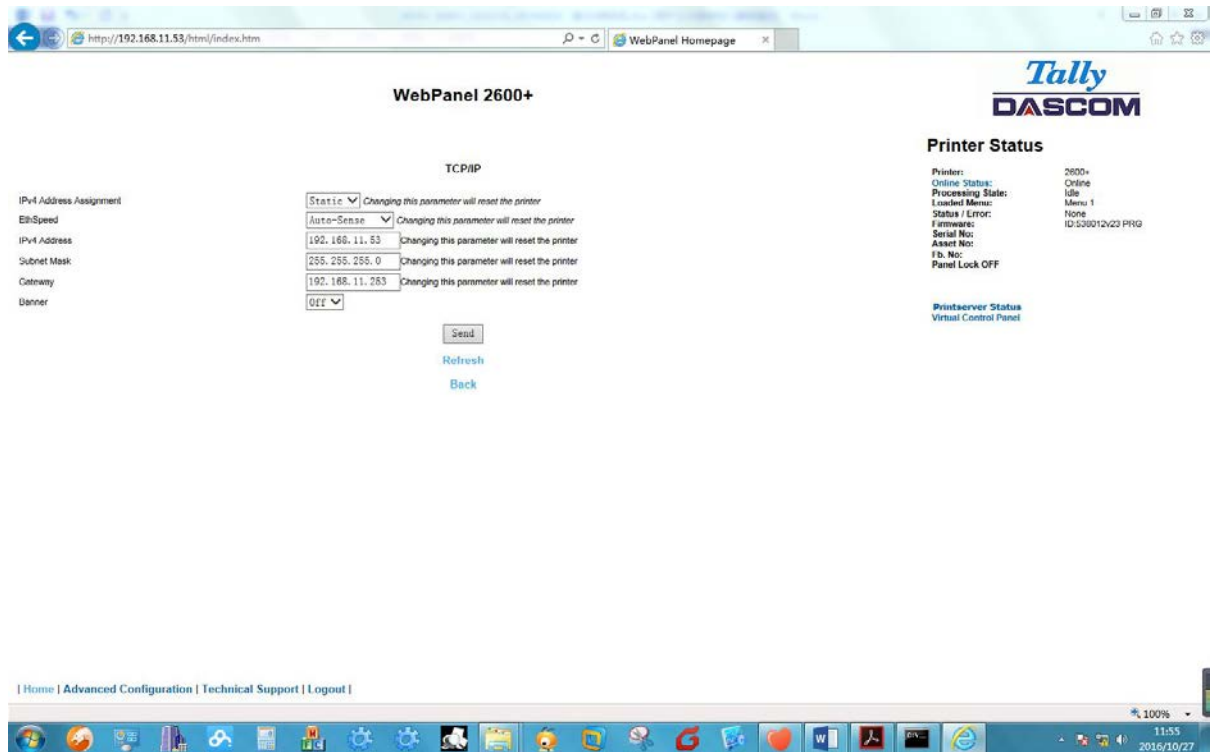 http://192.168.11.53/html/index.htm
WebPanel Homepage
WebPanel 2600+
Tally
DASCOM
TCP/IP
IPv4 Address Assignment Static Changing this parameter will reset the printer
EthSpeed Auto-Sense Changing this parameter will reset the printer
IPv4 Address 192.168.11.53 Changing this parameter will reset the printer
Subnet Mask 255.255.255.0 Changing this parameter will reset the printer
Gateway 192.168.11.253 Changing this parameter will reset the printer
Banner Off
Send
Refresh
Back
Printer Status
Printer: 2600+
Online Status: Online
Processing State: Idle
Loaded Menu: Menu 1
Status / Error: None
Firmware: ID:538012v23 PRG
Serial No:
Asset No:
Fb. No:
Panel Lock OFF
Printserver Status
Virtual Control Panel
| Home | Advanced Configuration | Technical Support | Logout |
100%
11:55
2016/10/27